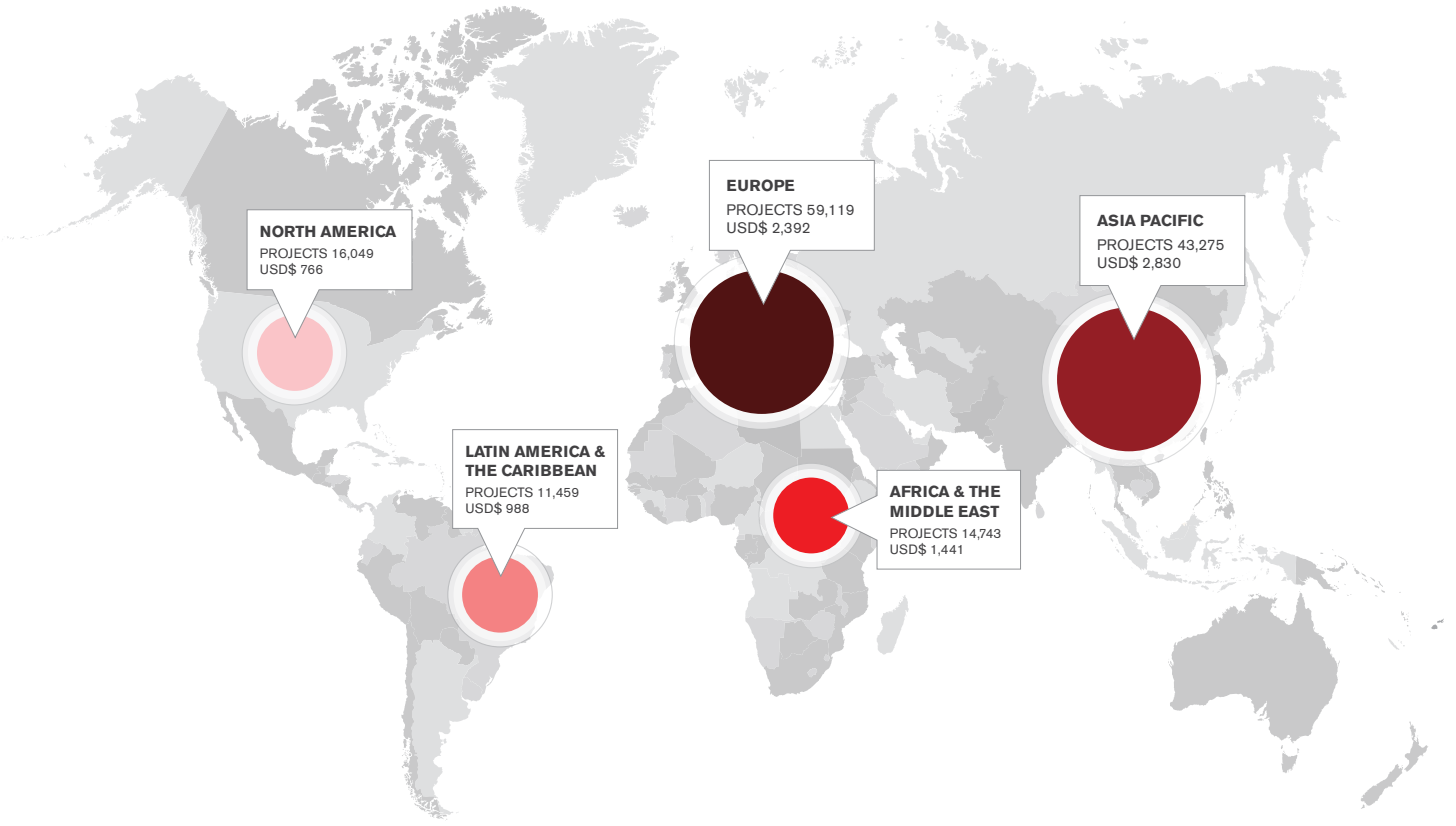 NORTH AMERICA
PROJECTS 16,049
USD$ 766
EUROPE
PROJECTS 59,119
USD$ 2,392
ASIA PACIFIC
PROJECTS 43,275
USD$ 2,830
LATIN AMERICA &
THE CARIBBEAN
PROJECTS 11,459
USD$ 988
AFRICA & THE
MIDDLE EAST
PROJECTS 14,743
USD$ 1,441